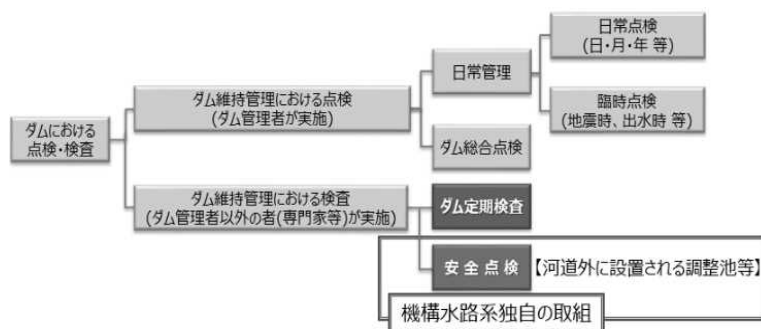 ダムにおける
点検・検査
ダム維持管理における点検
(ダム管理者が実施)
日常管理
日常点検
(日・月・年 等)
臨時点検
(地震時、出水時 等)
ダム総合点検
ダム維持管理における検査
(ダム管理者以外の者(専門家等)が実施)
ダム定期検査
安全点検
【河道外に設置される調整池等】
機構水路系独自の取組